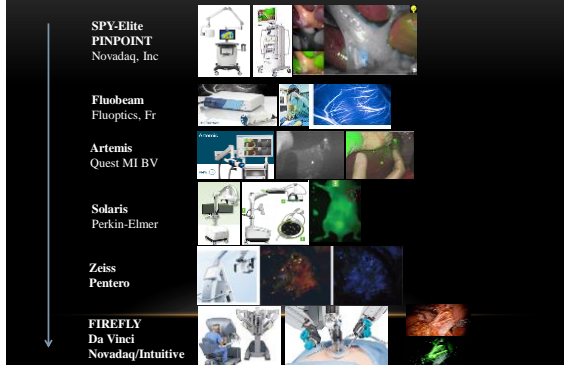 SPY-Elite
PINPOINT
Novadaq, Inc
Fluobeam
Fluoptics, Fr
Artemis
Artemis
Quest MI BV
Solaris
Perkin-Elmer
Zeiss
Pentero
FIREFLY
Da Vinci
Novadaq/Intuitive